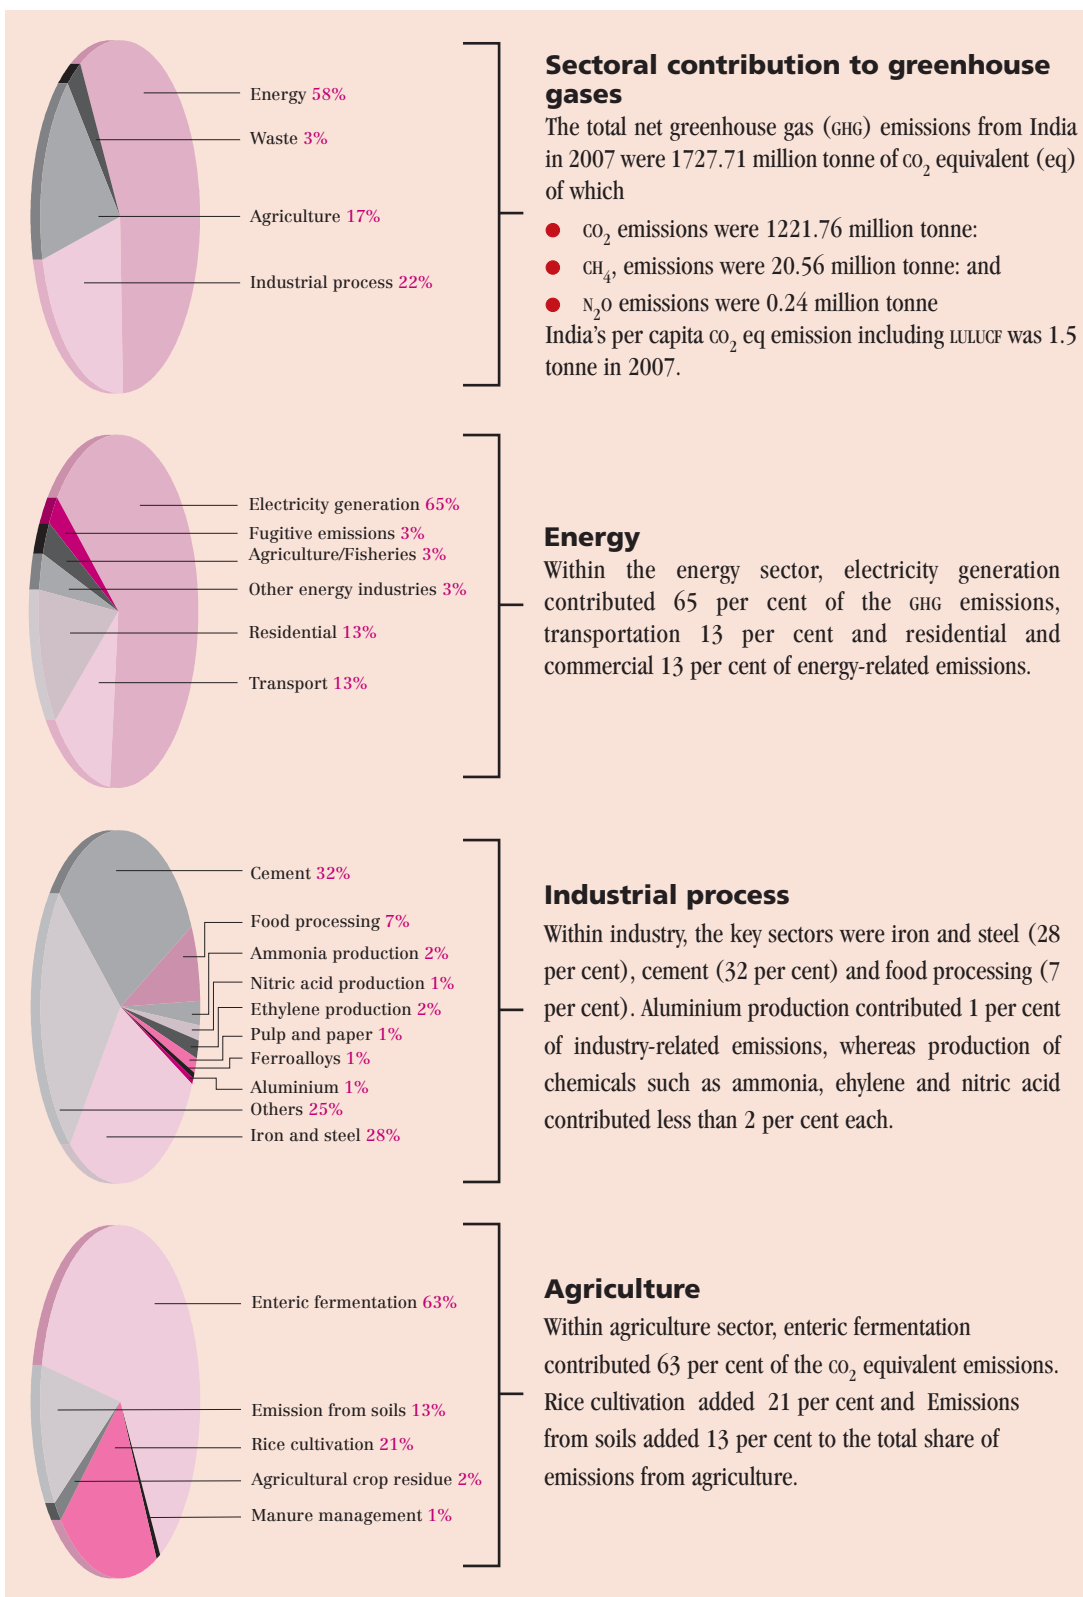 Energy 58%
Waste 3%
Agriculture 17%
Industrial process 22%
Sectoral contribution to greenhouse
gases
The total net greenhouse gas (GHG) emissions from India
in 2007 were 1727.71 million tonne of CO2 equivalent (eq)
of which
● CO2 emissions were 1221.76 million tonne:
● CH4, emissions were 20.56 million tonne: and
● N2O emissions were 0.24 million tonne
India's per capita CO2 eq emission including LULUCF was 1.5
tonne in 2007.
Electricity generation 65%
Fugitive emissions 3%
Agriculture/Fisheries 3%
Other energy industries 3%
Residential 13%
Transport 13%
Energy
Within the energy sector, electricity generation
contributed 65 per cent of the GHG emissions,
transportation 13 per cent and residential and
commercial 13 per cent of energy-related emissions.
Cement 32%
Food processing 7%
Ammonia production 2%
Nitric acid production 1%
Ethylene production 2%
Pulp and paper 1%
Ferroalloys 1%
Aluminium 1%
Others 25%
Iron and steel 28%
Industrial process
Within industry, the key sectors were iron and steel (28
per cent), cement (32 per cent) and food processing (7
per cent). Aluminium production contributed 1 per cent
of industry-related emissions, whereas production of
chemicals such as ammonia, ehylene and nitric acid
contributed less than 2 per cent each.
Enteric fermentation 63%
Emission from soils 13%
Rice cultivation 21%
Agricultural crop residue 2%
Manure management 1%
Agriculture
Within agriculture sector, enteric fermentation
contributed 63 per cent of the CO2 equivalent emissions.
Rice cultivation added 21 per cent and Emissions
from soils added 13 per cent to the total share of
emissions from agriculture.